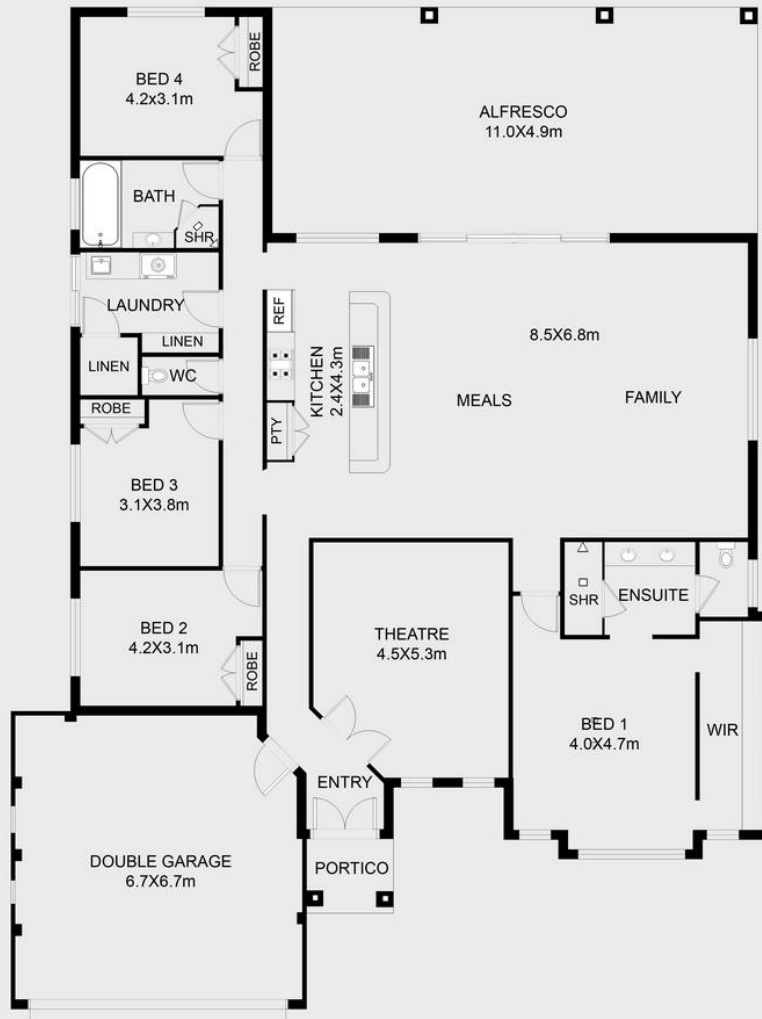 BED 4
4.2x3.1m
ROBE
ALFRESCO
11.0X4.9m
BATH
SHR
LAUNDRY
LINEN
LINEN
WC
REF
KITCHEN
2.4X4.3m
PTY
8.5X6.8m
MEALS
FAMILY
ROBE
BED 3
3.1X3.8m
BED 2
4.2X3.1m
ROBE
THEATRE
4.5X5.3m
SHR
ENSUITE
BED 1
4.0X4.7m
WIR
ENTRY
PORTICO
DOUBLE GARAGE
6.7X6.7m